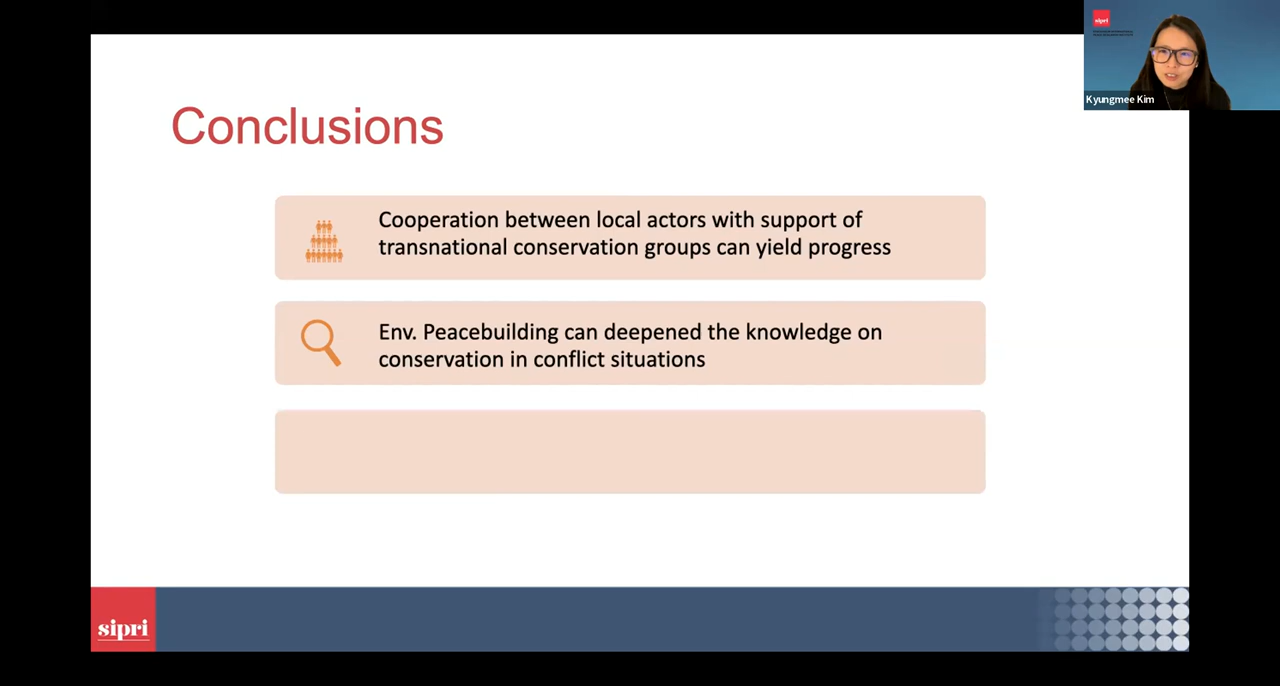 sipri
Kyungmee Kim
Conclusions
Cooperation between local actors with support of
transnational conservation groups can yield progress
Env. Peacebuilding can deepened the knowledge on
conservation in conflict situations
sipri